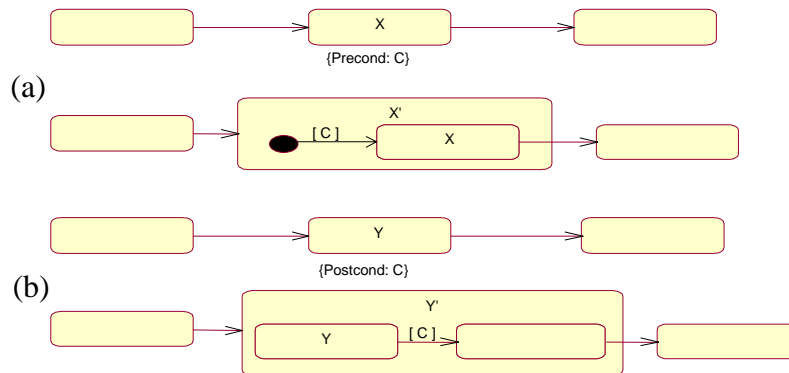 X
{Precond: C}
(a)
X'
[ C ]
X
Y
{Postcond: C}
(b)
Y'
Y
[ C ]